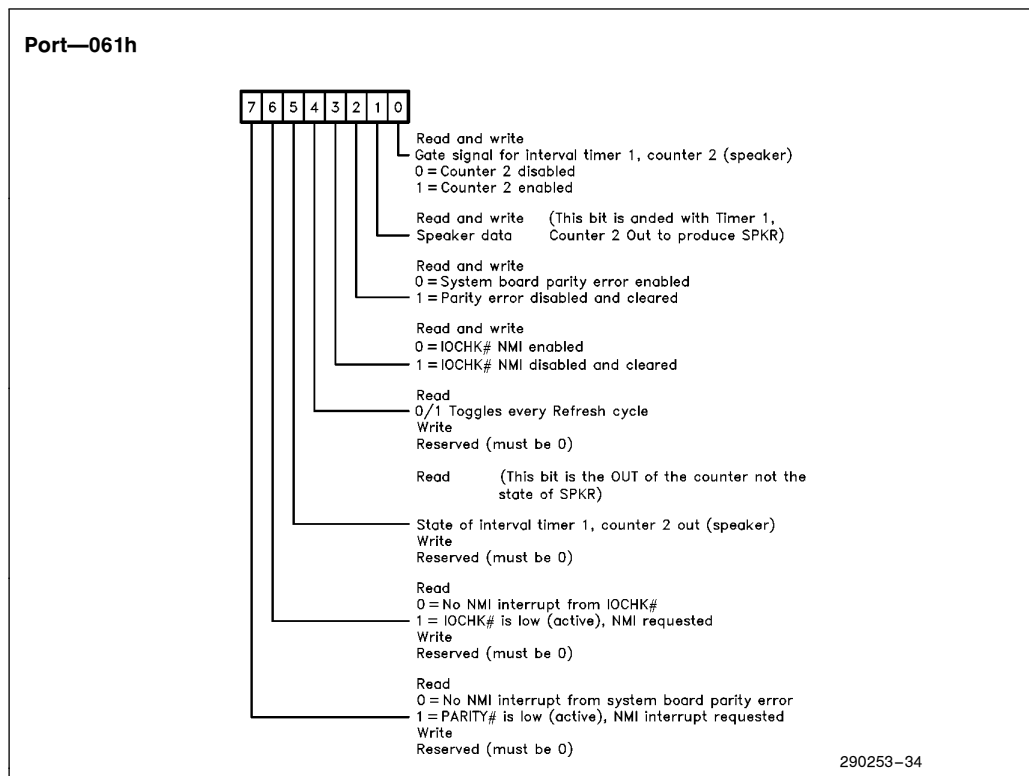 Port—061h
7 6 5 4 3 2 1 0
Read and write
Gate signal for interval timer 1, counter 2 (speaker)
0 = Counter 2 disabled
1 = Counter 2 enabled
Read and write (This bit is anded with Timer 1,
Speaker data Counter 2 Out to produce SPKR)
Read and write
0 = System board parity error enabled
1 = Parity error disabled and cleared
Read and write
0 = IOCHK# NMI enabled
1 = IOCHK# NMI disabled and cleared
Read
0/1 Toggles every Refresh cycle
Write
Reserved (must be 0)
Read (This bit is the OUT of the counter not the
state of SPKR)
State of interval timer 1, counter 2 out (speaker)
Write
Reserved (must be 0)
Read
0 = No NMI interrupt from IOCHK#
1 = IOCHK# is low (active), NMI requested
Write
Reserved (must be 0)
Read
0 = No NMI interrupt from system board parity error
1 = PARITY# is low (active), NMI interrupt requested
Write
Reserved (must be 0)
290253–34